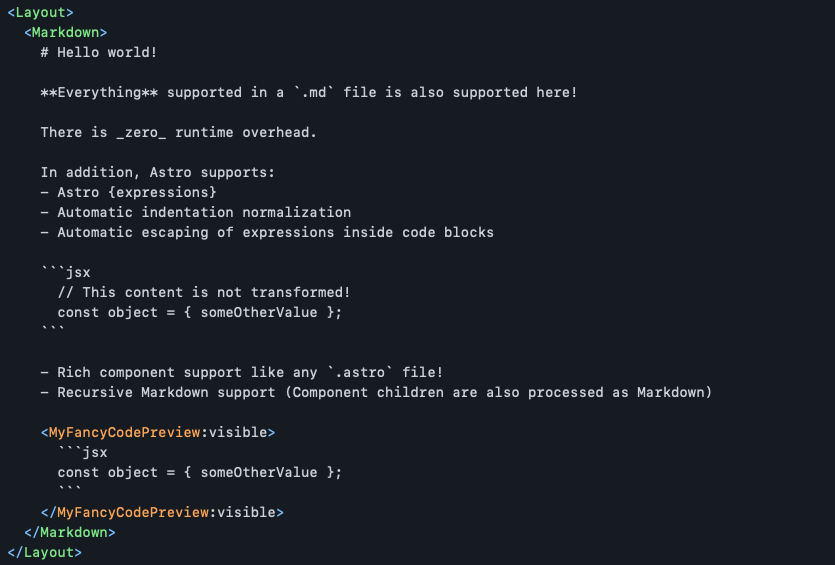 <Layout>
<Markdown>
# Hello world!
**Everything** supported in a `.md` file is also supported here!
There is _zero_ runtime overhead.
In addition, Astro supports:
- Astro {expressions}
- Automatic indentation normalization
- Automatic escaping of expressions inside code blocks
```jsx
// This content is not transformed!
const object = { someOtherValue };
```
- Rich component support like any `.astro` file!
- Recursive Markdown support (Component children are also processed as Markdown)
<MyFancyCodePreview:visible>
```jsx
const object = { someOtherValue };
```
</MyFancyCodePreview:visible>
</Markdown>
</Layout>